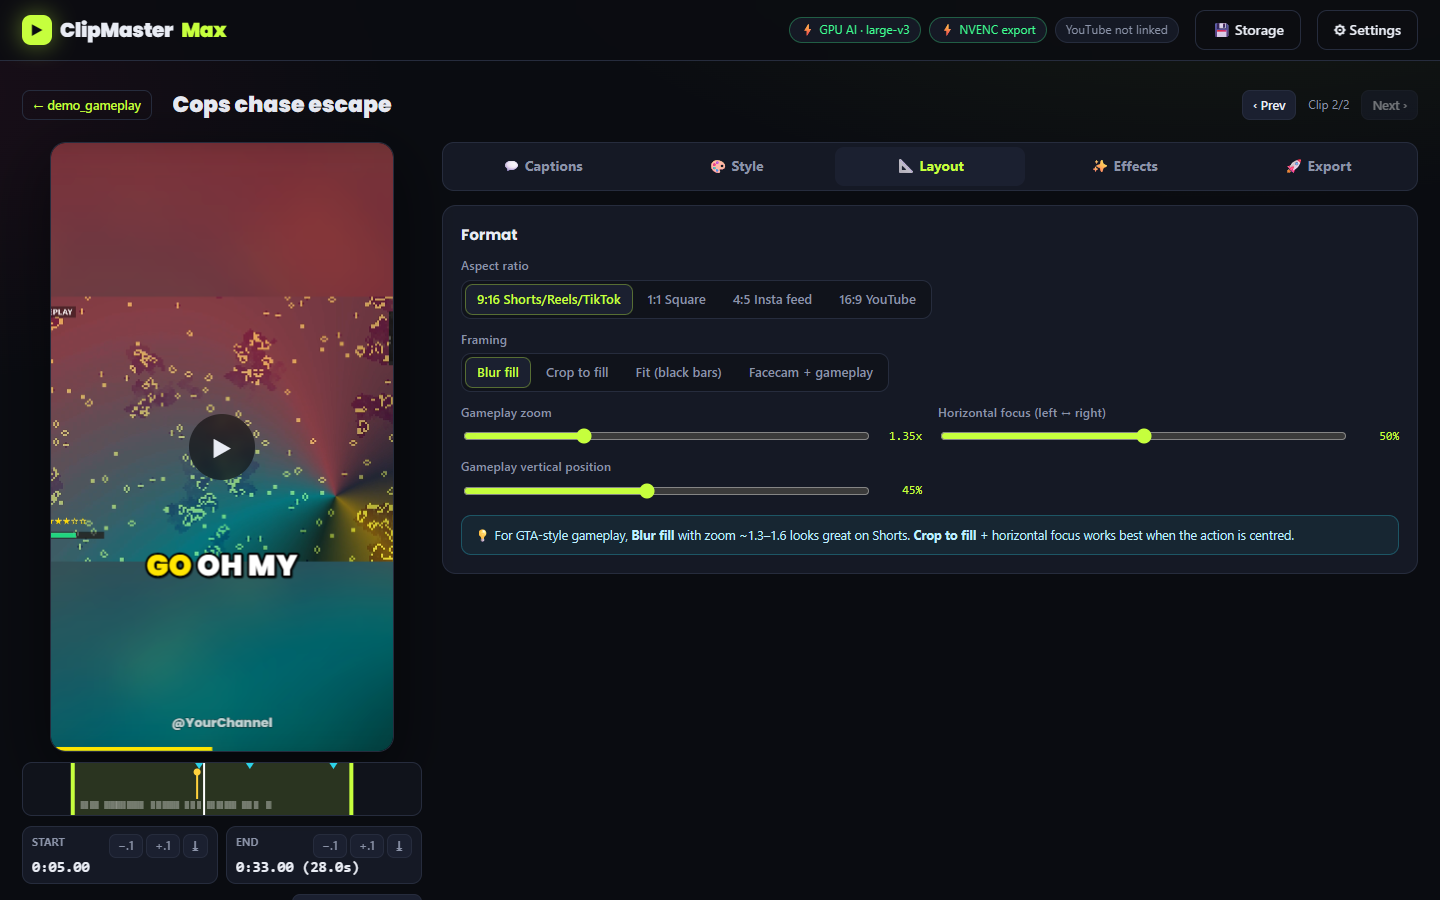 ClipMaster Max
GPU AI · large-v3
NVENC export
YouTube not linked
💾 Storage
⚙ Settings
← demo_gameplay
Cops chase escape
‹ Prev
Clip 2/2
Next ›
💬 Captions
🎨 Style
📐 Layout
✨ Effects
🚀 Export
PLAY
GO OH MY
@YourChannel
START
−.1
+.1
⤓
0:05.00
END
−.1
+.1
⤓
0:33.00 (28.0s)
Format
Aspect ratio
9:16 Shorts/Reels/TikTok
1:1 Square
4:5 Insta feed
16:9 YouTube
Framing
Blur fill
Crop to fill
Fit (black bars)
Facecam + gameplay
Gameplay zoom
1.35x
Horizontal focus (left ↔ right)
50%
Gameplay vertical position
45%
💡 For GTA-style gameplay, Blur fill with zoom ~1.3–1.6 looks great on Shorts. Crop to fill + horizontal focus works best when the action is centred.